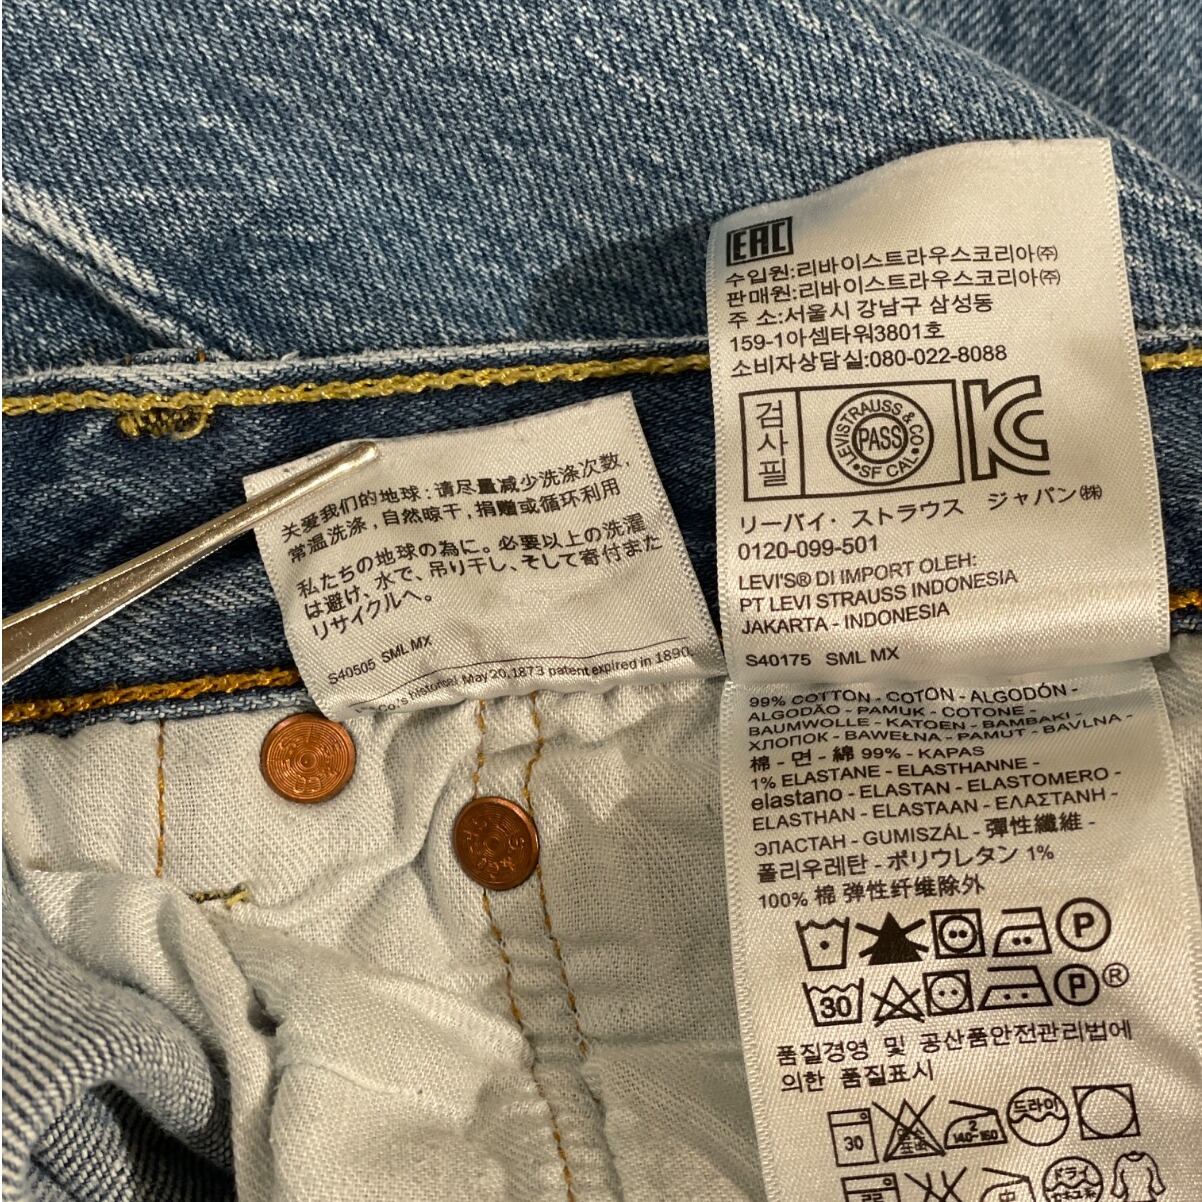 EAC
수입원:리바이스트라우스코리아㈜
판매원:리바이스트라우스코리아㈜
주 소:서울시 강남구 삼성동
159-1아셈타워3801호
소비자상담실:080-022-8088
검사필
LEVI STRAUSS & CO
PASS
SF CAL
リーバイ・ストラウス ジャパン㈱
0120-099-501
LEVI'S® DI IMPORT OLEH:
PT LEVI STRAUSS INDONESIA
JAKARTA - INDONESIA
S40175 SML MX
关爱我们的地球:请尽量减少洗涤次数,
常温洗涤,自然晾干,捐赠或循环利用
私たちの地球の為に。必要以上の洗濯
は避け、水で、吊り干し、そして寄付また
リサイクルへ。
S40505 SML MX
Co.'s historical May 20, 1873 patent expired in 1890.
99% COTTON - COTON - ALGODÓN -
ALGODÃO - PAMUK - COTONE -
BAUMWOLLE - KATOEN - BAMBAKI -
ХЛОПОК - BAWEŁNA - PAMUT - BAVLNA -
棉 - 면 - 綿 99% - KAPAS
1% ELASTANE - ELASTHANNE -
elastano - ELASTAN - ELASTOMERO -
ELASTHAN - ELASTAAN - ΕΛΑΣΤΑΝΗ -
ЭЛАСТАН - GUMISZÁL - 彈性纖維 -
폴리우레탄 - ポリウレタン 1%
100% 棉 弹性纤维除外
P
30 P®
품질경영 및 공산품안전관리법에
의한 품질표시
30 2 140~160 드라이
ドライ